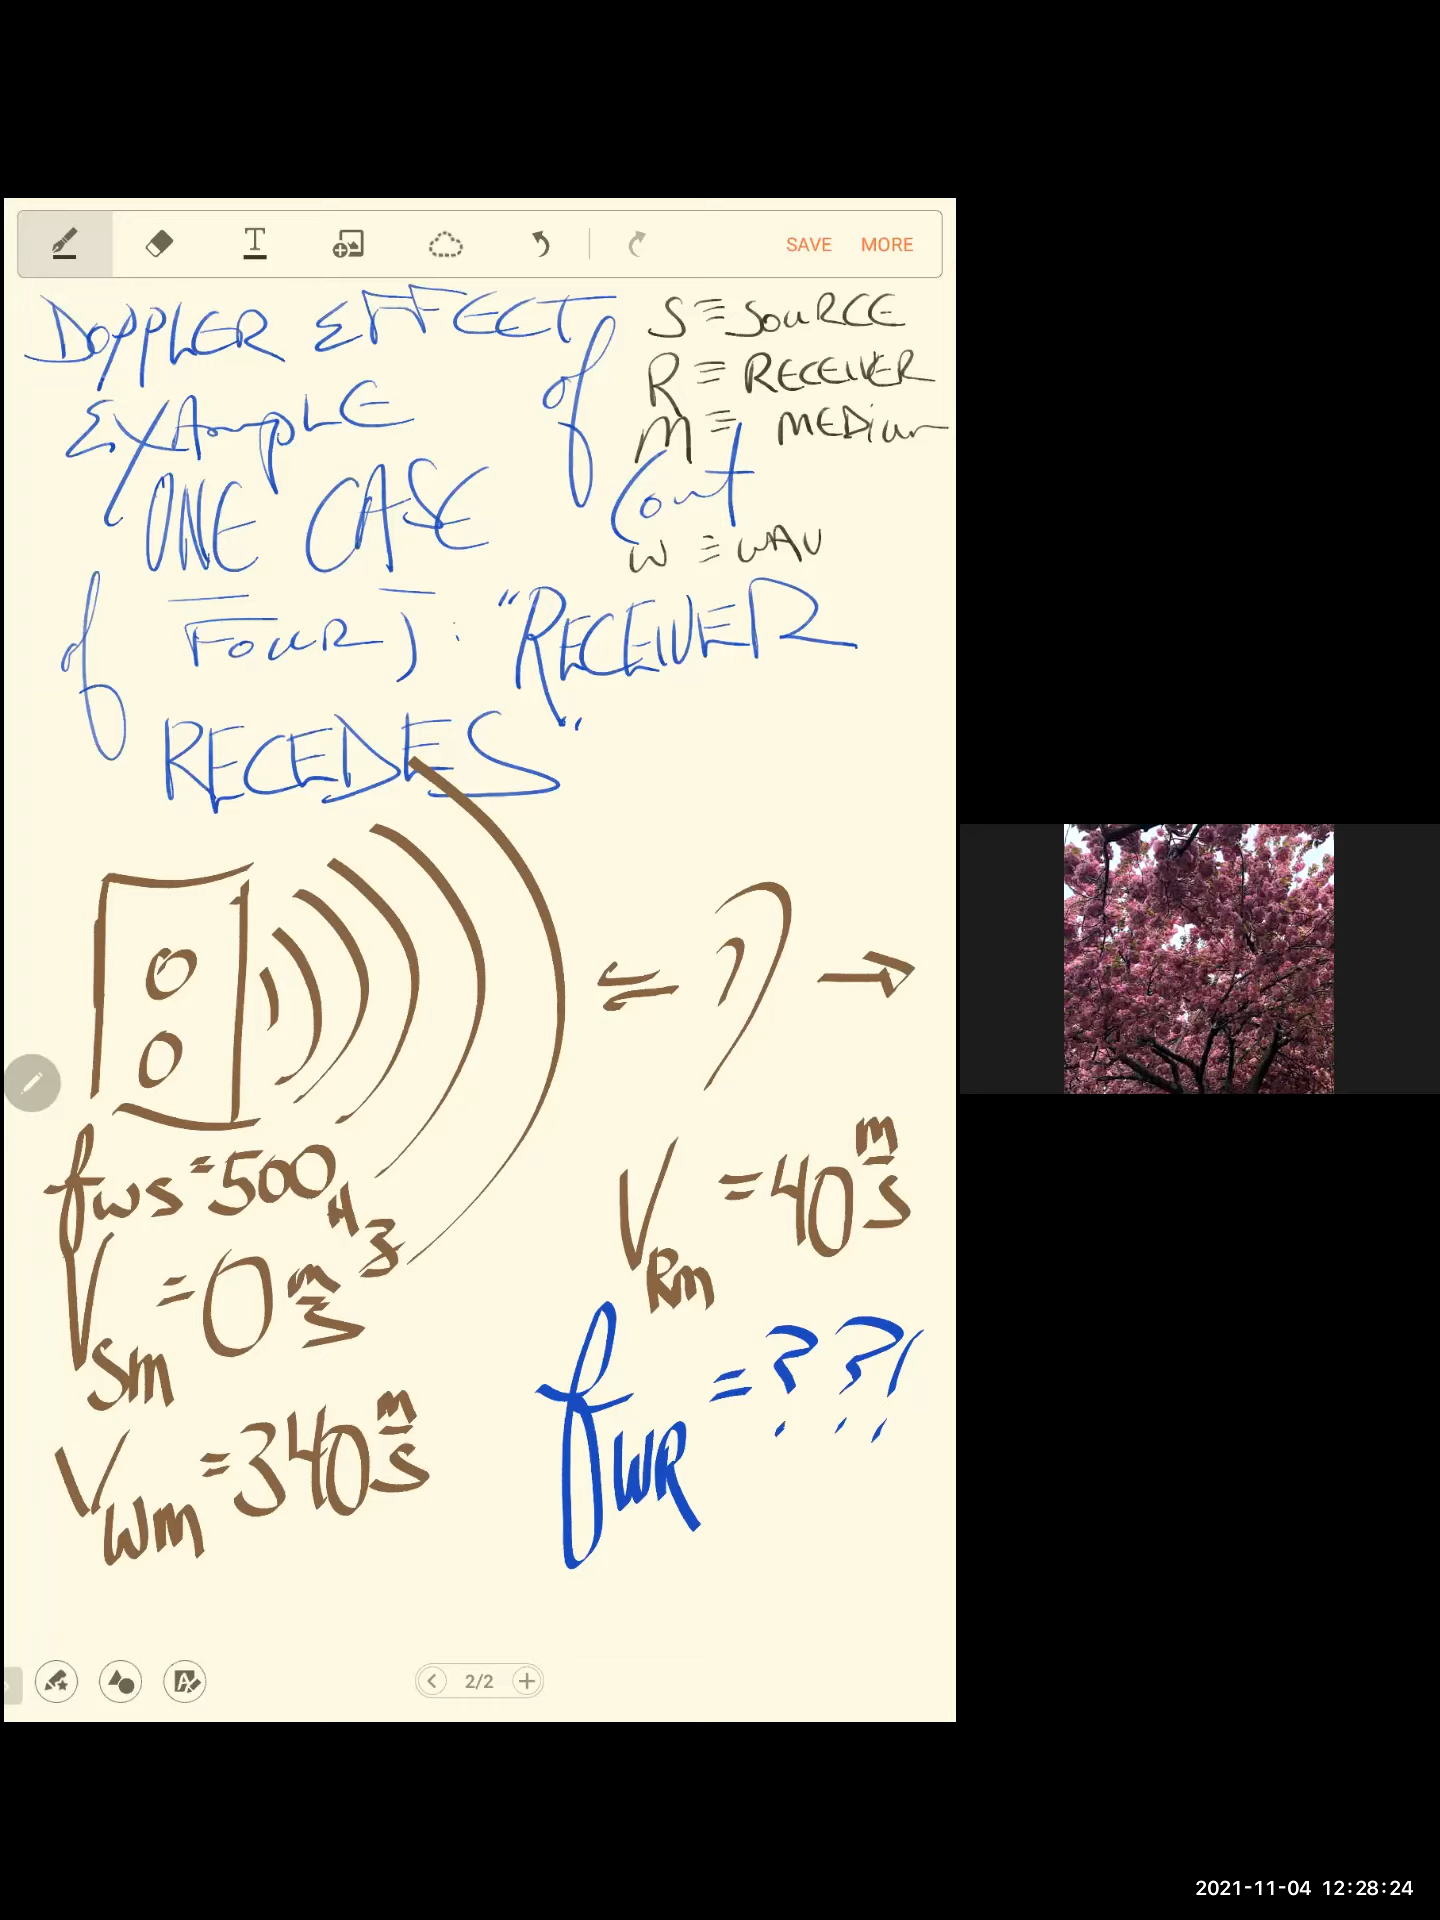 SAVE MORE
DOPPLER EFFECT
S ≡ SOURCE
R ≡ RECEIVER
EXAMPLE of
M ≡ MEDIUM
ONE CASE
W ≡ WAV
of FOUR): "RECEIVER
RECEDES"
fWS = 500 Hz
VRM = 40 m/s
VSM = 0 m/s
fWR = ???
VWM = 340 m/s
2/2
2021-11-04 12:28:24